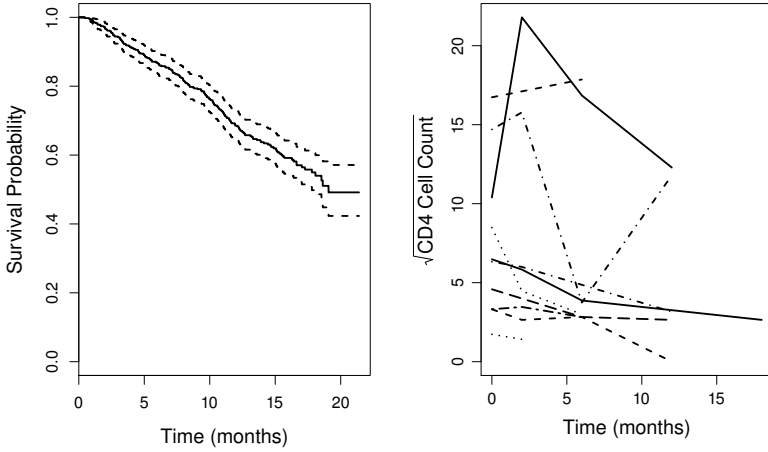 Survival Probability
0.0 0.2 0.4 0.6 0.8 1.0
0 5 10 15 20
Time (months)
√CD4 Cell Count
0 5 10 15 20
0 5 10 15
Time (months)